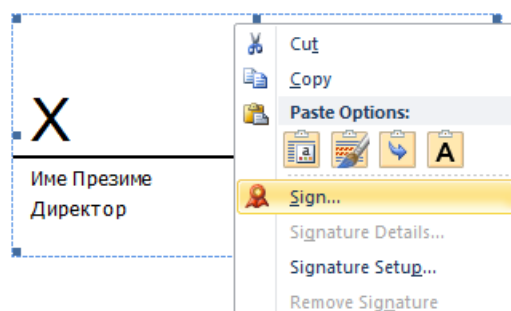 X
Име Презиме
Директор
Cut
Copy
Paste Options:
a
A
Sign...
Signature Details...
Signature Setup...
Remove Signature